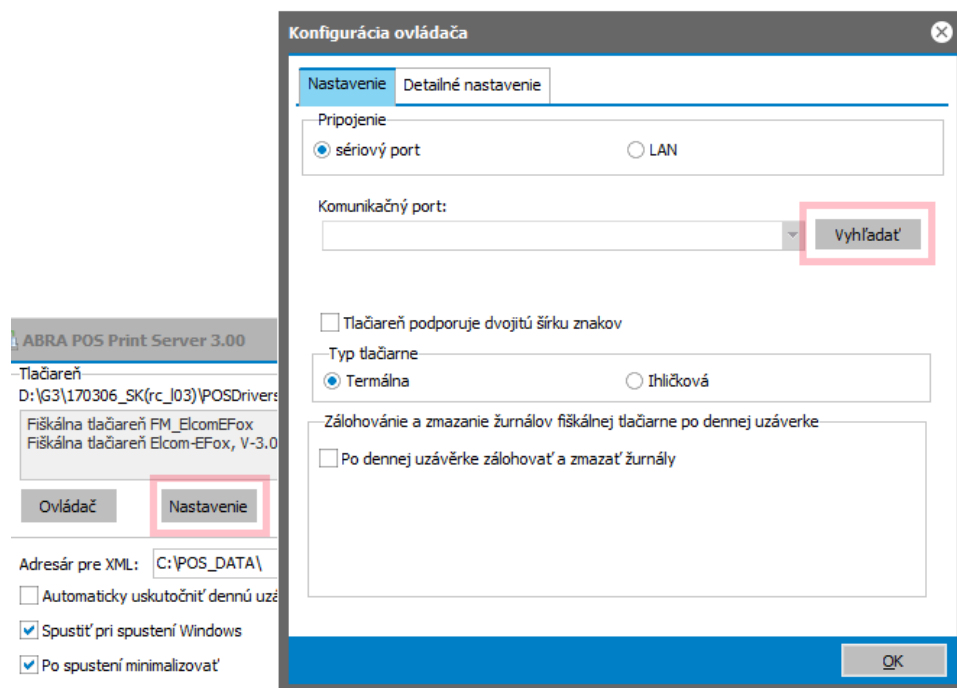 Konfigurácia ovládača
Nastavenie Detailné nastavenie
Pripojenie
sériový port LAN
Komunikačný port:
Vyhľadať
Tlačiareň podporuje dvojitú šírku znakov
Typ tlačiarne
Termálna Ihličková
Zálohovánie a zmazanie žurnálov fiškálnej tlačiarne po dennej uzáverke
Po dennej uzávěrke zálohovať a zmazať žurnály
OK
ABRA POS Print Server 3.00
Tlačiareň
D:\G3\170306_SK(rc_l03)\POSDrivers
Fiškálna tlačiareň FM_ElcomEFox
Fiškálna tlačiareň Elcom-EFox, V-3.0
Ovládač Nastavenie
Adresár pre XML: C:\POS_DATA\
Automaticky uskutočniť dennú uzá
Spustiť pri spustení Windows
Po spustení minimalizovať